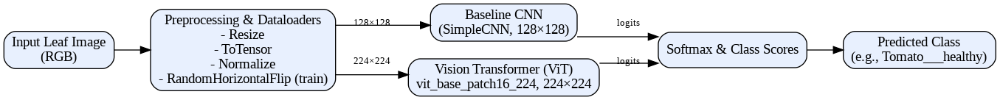 Input Leaf Image
(RGB)
Preprocessing & Dataloaders
- Resize
- ToTensor
- Normalize
- RandomHorizontalFlip (train)
128×128
224×224
Baseline CNN
(SimpleCNN, 128×128)
Vision Transformer (ViT)
vit_base_patch16_224, 224×224
logits
logits
Softmax & Class Scores
Predicted Class
(e.g., Tomato___healthy)